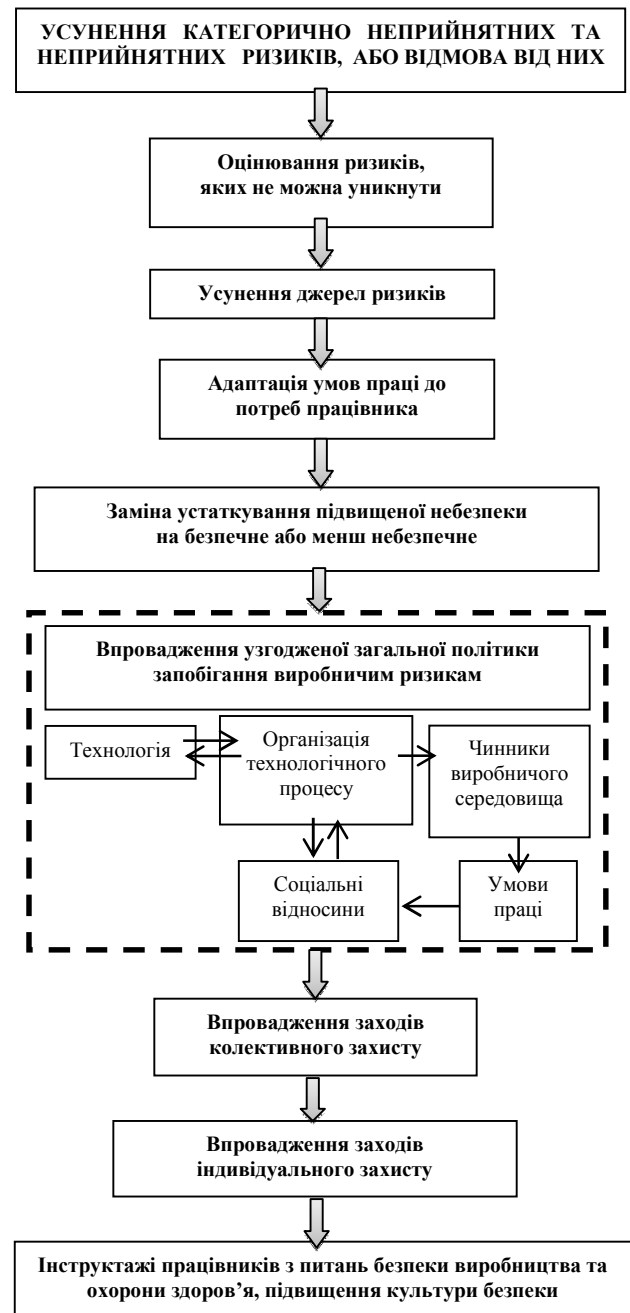 УСУНЕННЯ КАТЕГОРИЧНО НЕПРИЙНЯТНИХ ТА
НЕПРИЙНЯТНИХ РИЗИКІВ, АБО ВІДМОВА ВІД НИХ
Оцінювання ризиків,
яких не можна уникнути
Усунення джерел ризиків
Адаптація умов праці до
потреб працівника
Заміна устаткування підвищеної небезпеки
на безпечне або менш небезпечне
Впровадження узгодженої загальної політики
запобігання виробничим ризикам
Технологія
Організація
технологічного
процесу
Чинники
виробничого
середовища
Соціальні
відносини
Умови
праці
Впровадження заходів
колективного захисту
Впровадження заходів
індивідуального захисту
Інструктажі працівників з питань безпеки виробництва та
охорони здоров’я, підвищення культури безпеки